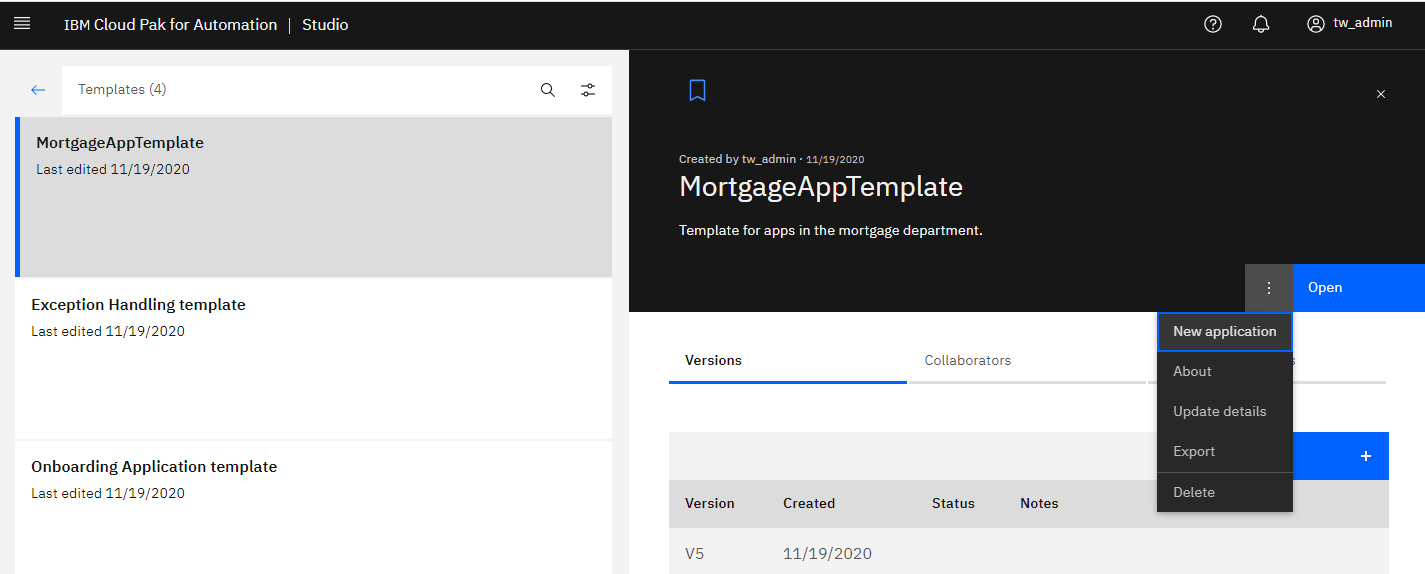 IBM Cloud Pak for Automation | Studio
tw_admin
Templates (4)
MortgageAppTemplate
Last edited 11/19/2020
Exception Handling template
Last edited 11/19/2020
Onboarding Application template
Last edited 11/19/2020
Created by tw_admin · 11/19/2020
MortgageAppTemplate
Template for apps in the mortgage department.
Open
New application
About
Update details
Export
Delete
Versions Collaborators
Version Created Status Notes
V5 11/19/2020